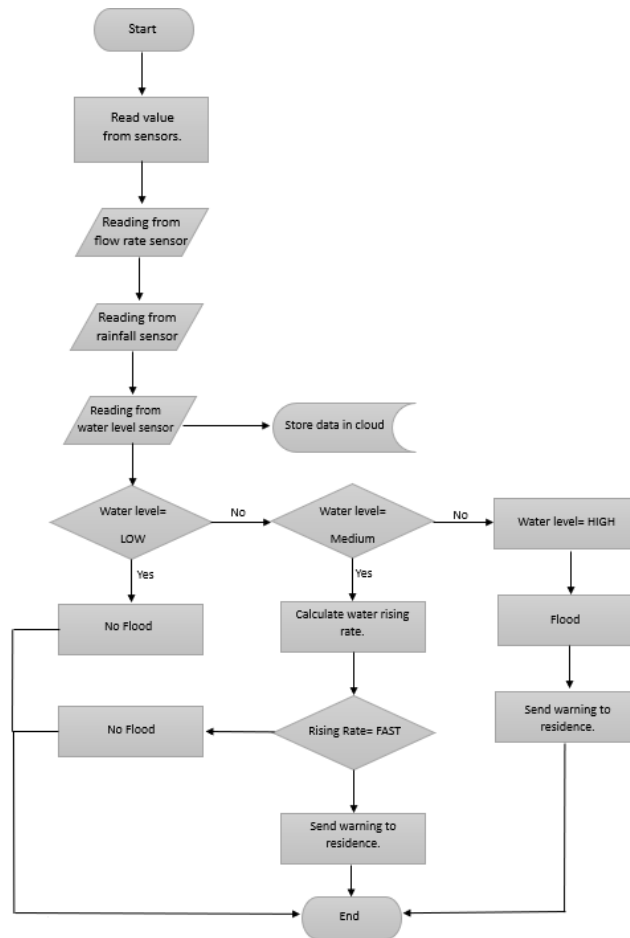 Start
Read value
from sensors.
Reading from
flow rate sensor
Reading from
rainfall sensor
Reading from
water level sensor
Store data in cloud
Water level=
LOW
No
Water level=
Medium
No
Water level= HIGH
Yes
Yes
No Flood
Calculate water rising
rate.
Flood
No Flood
Rising Rate= FAST
Send warning to
residence.
Send warning to
residence.
End